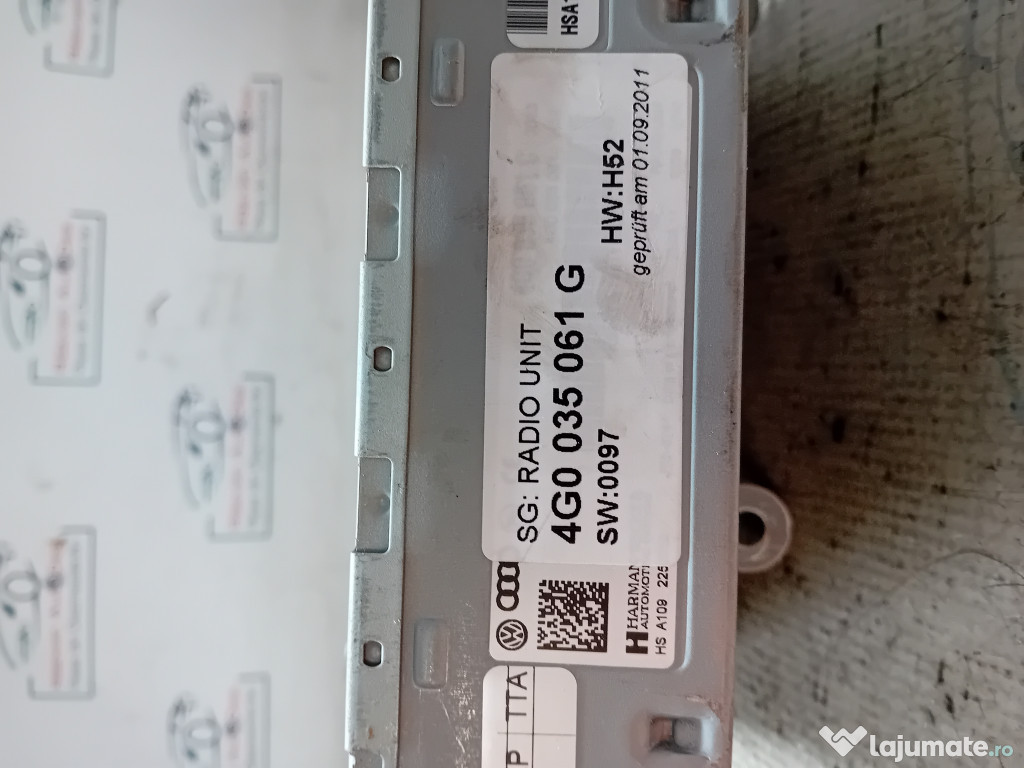 HSA1
SG: RADIO UNIT
4G0 035 061 G
SW:0097
HW:H52
geprüft am 01.09.2011
HARMAN
AUTOMOTI
HS A109 225
P TTA
lajumate.ro